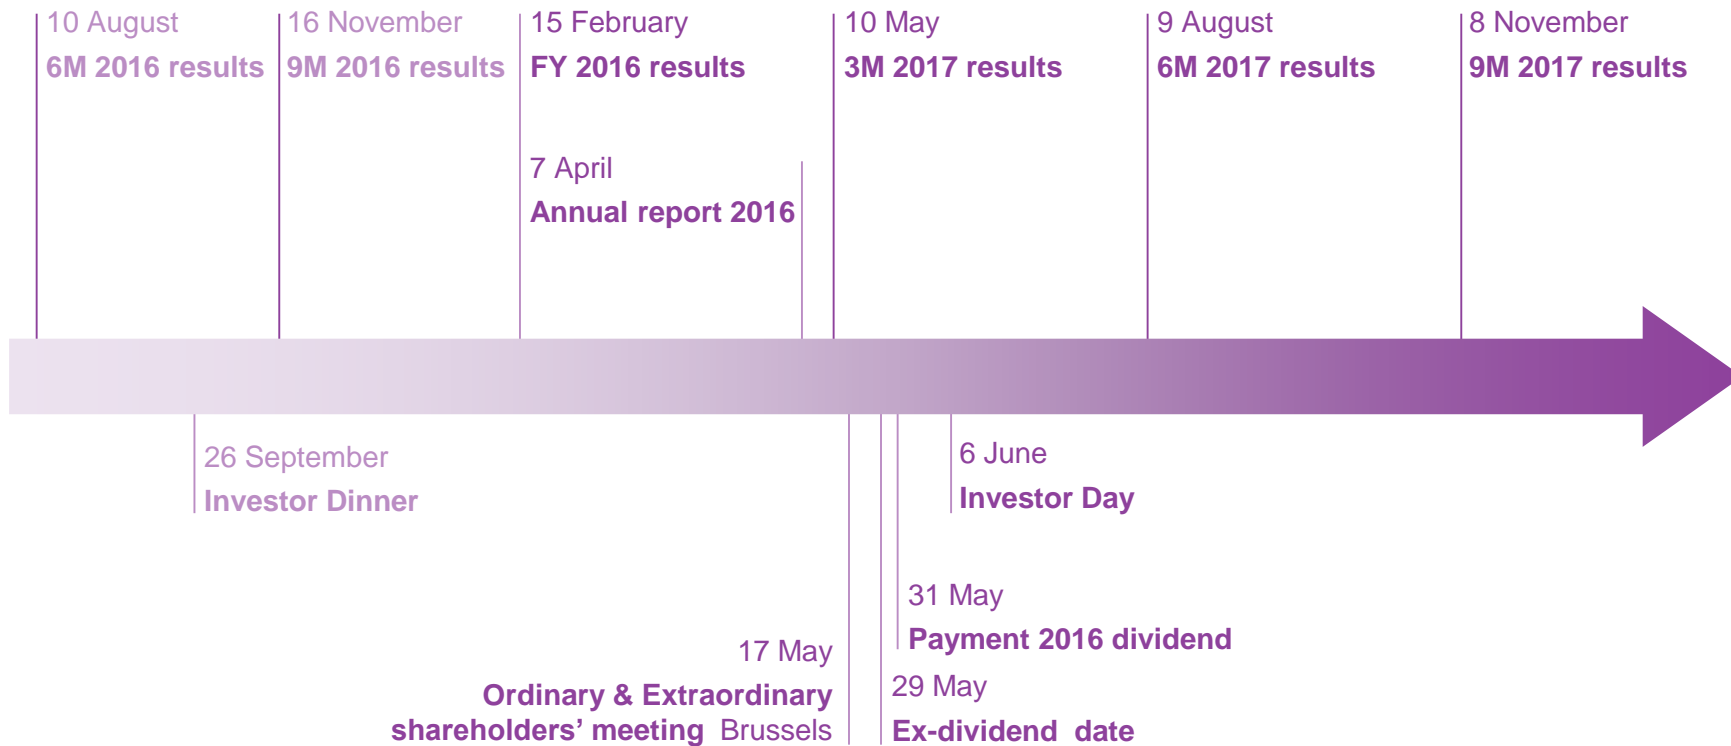 10 August
6M 2016 results
16 November
9M 2016 results
15 February
FY 2016 results
10 May
3M 2017 results
9 August
6M 2017 results
8 November
9M 2017 results
7 April
Annual report 2016
26 September
Investor Dinner
6 June
Investor Day
31 May
Payment 2016 dividend
17 May
Ordinary & Extraordinary
shareholders’ meeting Brussels
29 May
Ex-dividend date